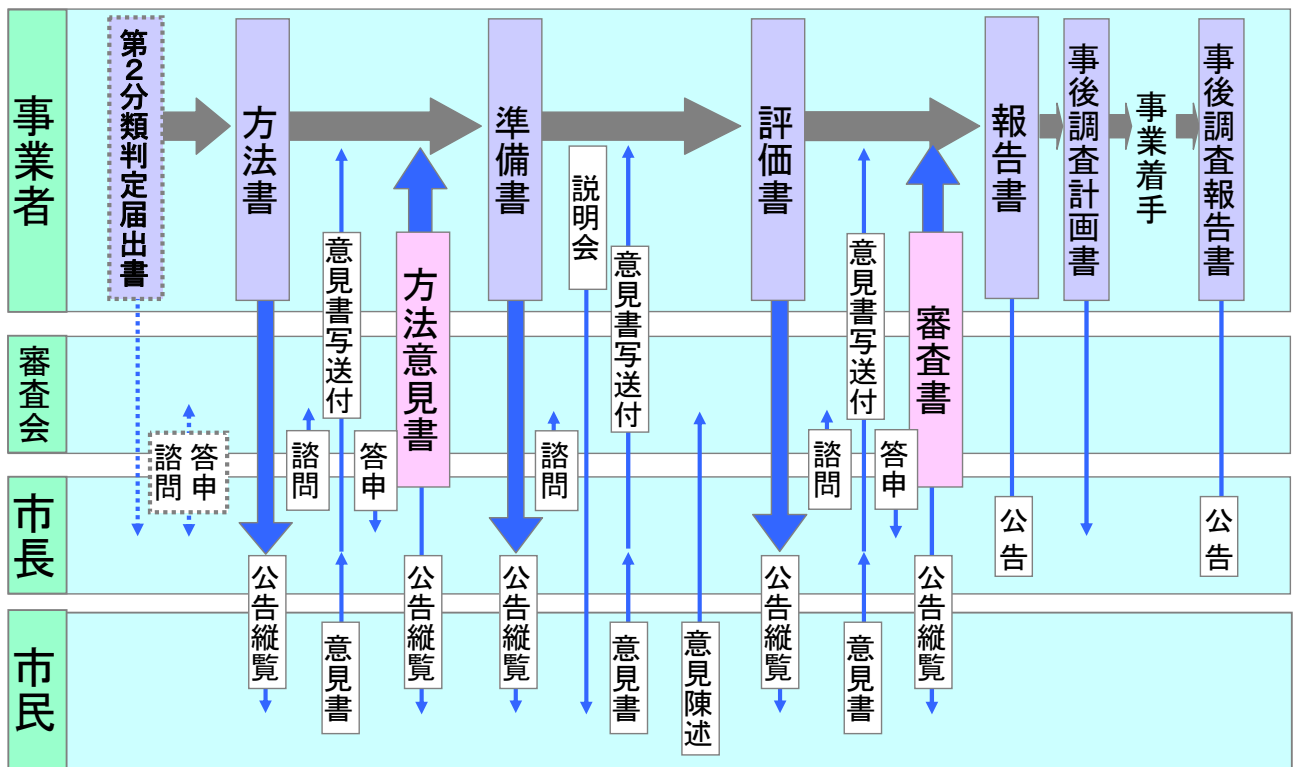 事業者
第2分類判定届出書
方法書
準備書
評価書
報告書
事後調査計画書
事業着手
事後調査報告書
意見書写送付
方法意見書
説明会
意見書写送付
意見書写送付
審査書
審査会
諮問
答申
諮問
答申
諮問
諮問
答申
市長
公告
公告
公告縦覧
公告縦覧
公告縦覧
公告縦覧
公告縦覧
市民
意見書
意見書
意見陳述
意見書